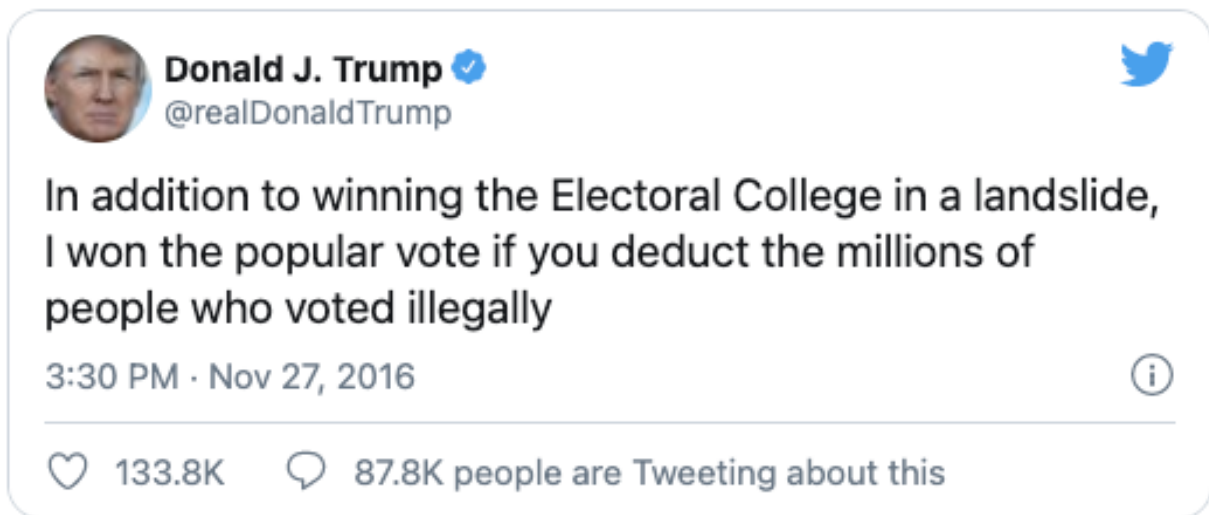 Donald J. Trump
@realDonaldTrump
In addition to winning the Electoral College in a landslide,
I won the popular vote if you deduct the millions of
people who voted illegally
3:30 PM · Nov 27, 2016
133.8K 87.8K people are Tweeting about this